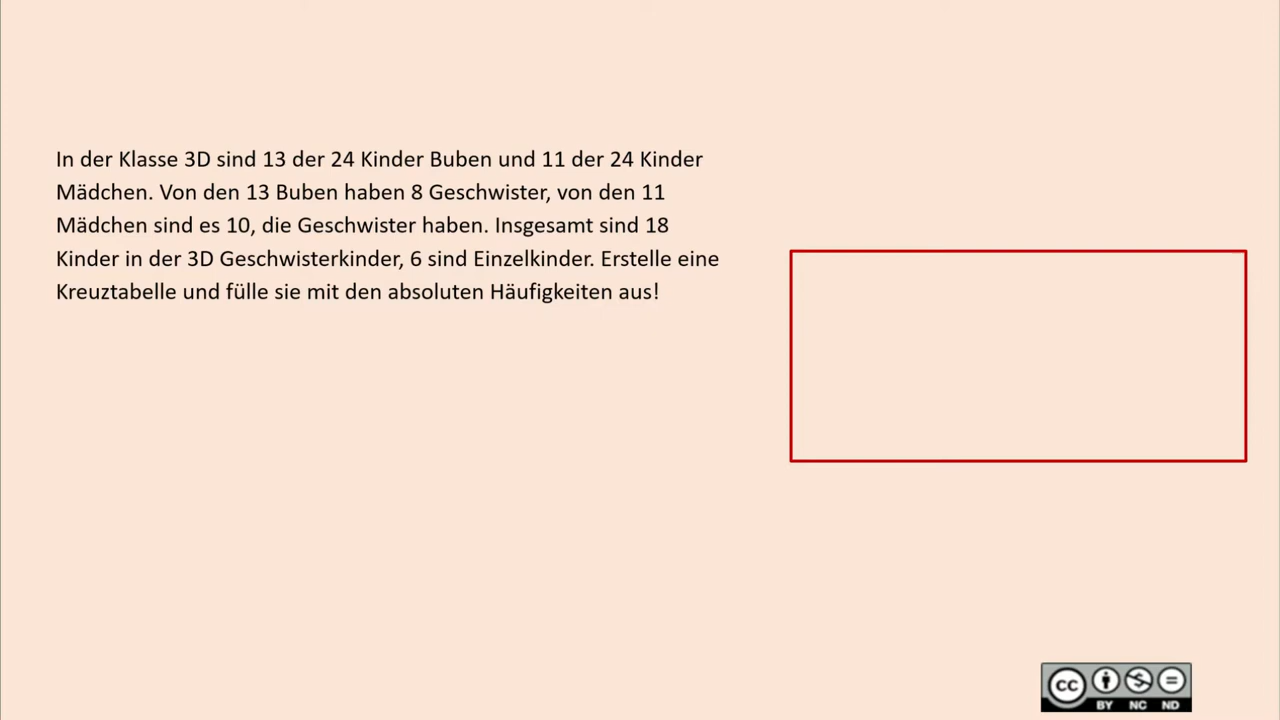 In der Klasse 3D sind 13 der 24 Kinder Buben und 11 der 24 Kinder
Mädchen. Von den 13 Buben haben 8 Geschwister, von den 11
Mädchen sind es 10, die Geschwister haben. Insgesamt sind 18
Kinder in der 3D Geschwisterkinder, 6 sind Einzelkinder. Erstelle eine
Kreuztabelle und fülle sie mit den absoluten Häufigkeiten aus!
CC
BY NC ND